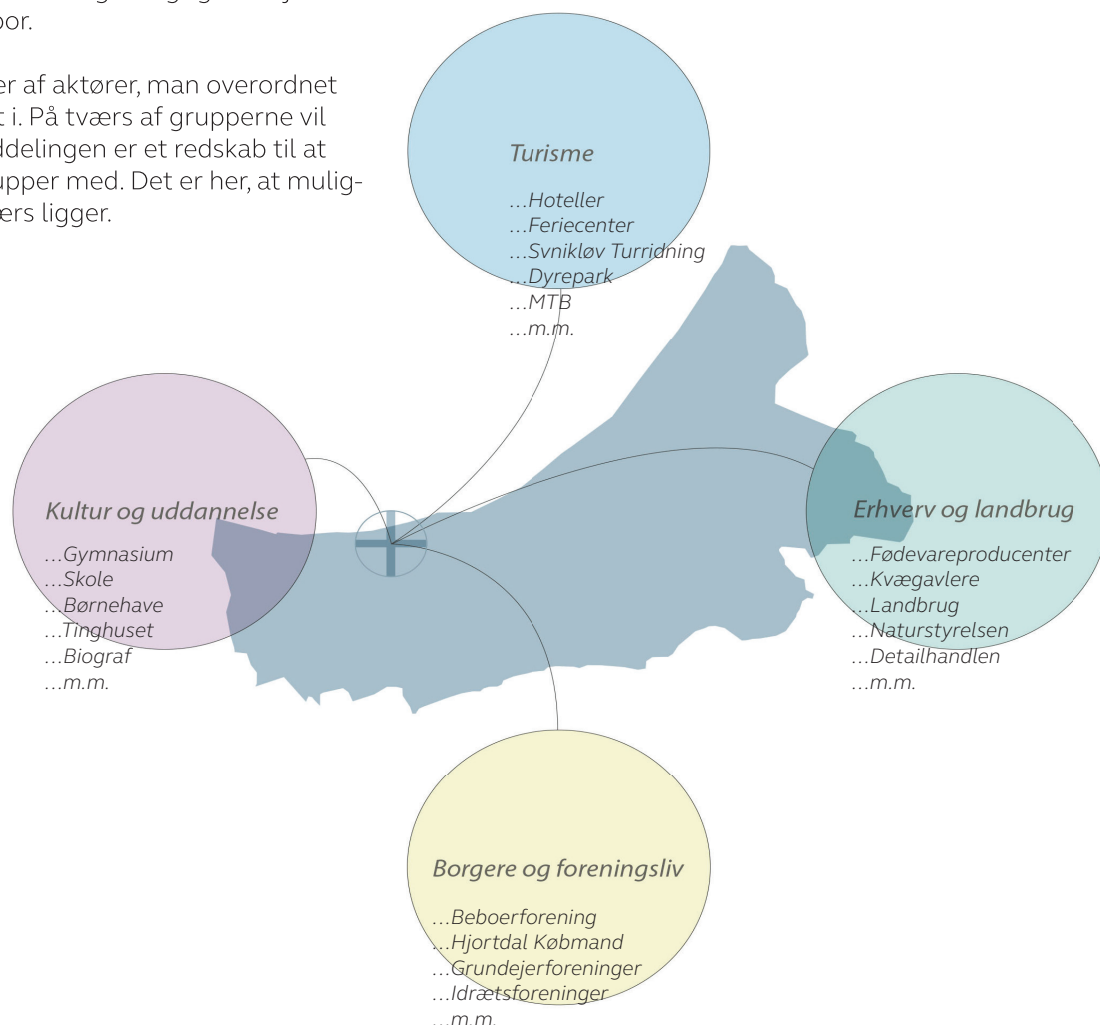 por.
er af aktører, man overordnet
t i. På tværs af grupperne vil
ddelingen er et redskab til at
upper med. Det er her, at mulig-
ærs ligger.
Turisme
...Hoteller
...Feriecenter
...Svnikløv Turridning
...Dyrepark
...MTB
...m.m.
Kultur og uddannelse
...Gymnasium
...Skole
...Børnehave
...Tinghuset
...Biograf
...m.m.
Erhverv og landbrug
...Fødevareproducenter
...Kvægavlere
...Landbrug
...Naturstyrelsen
...Detailhandlen
...m.m.
Borgere og foreningsliv
...Beboerforening
...Hjortdal Købmand
...Grundejerforeninger
...Idrætsforeninger
...m.m.